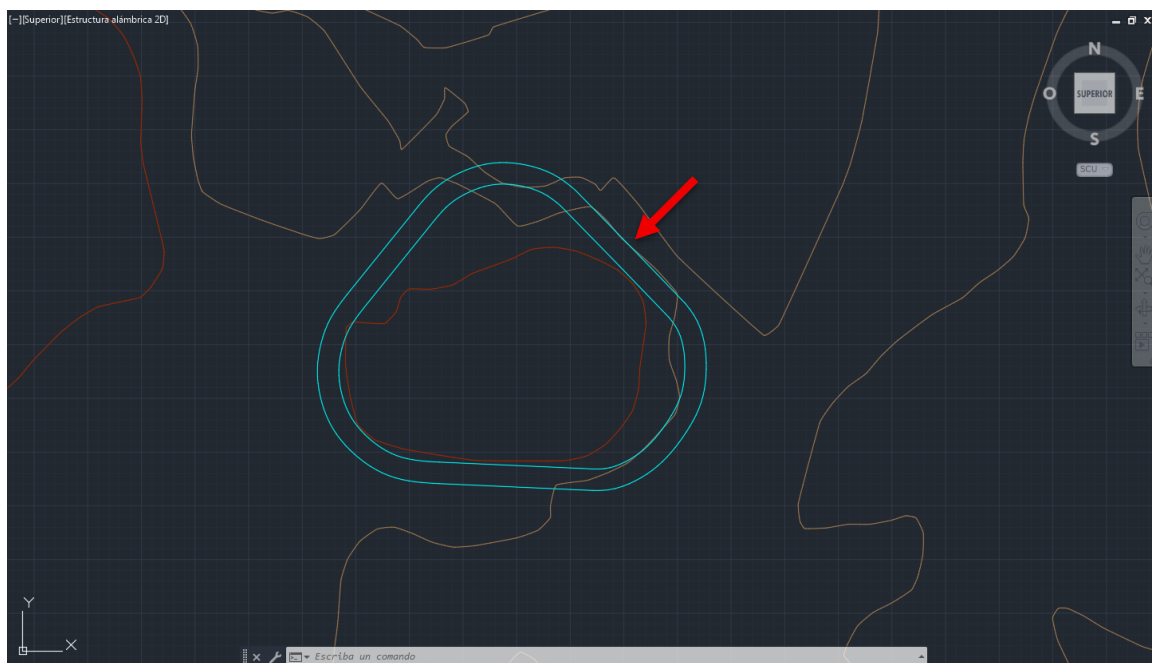 [−][Superior][Estructura alámbrica 2D]
N
O
SUPERIOR
E
S
SCU
Y
X
Escriba un comando